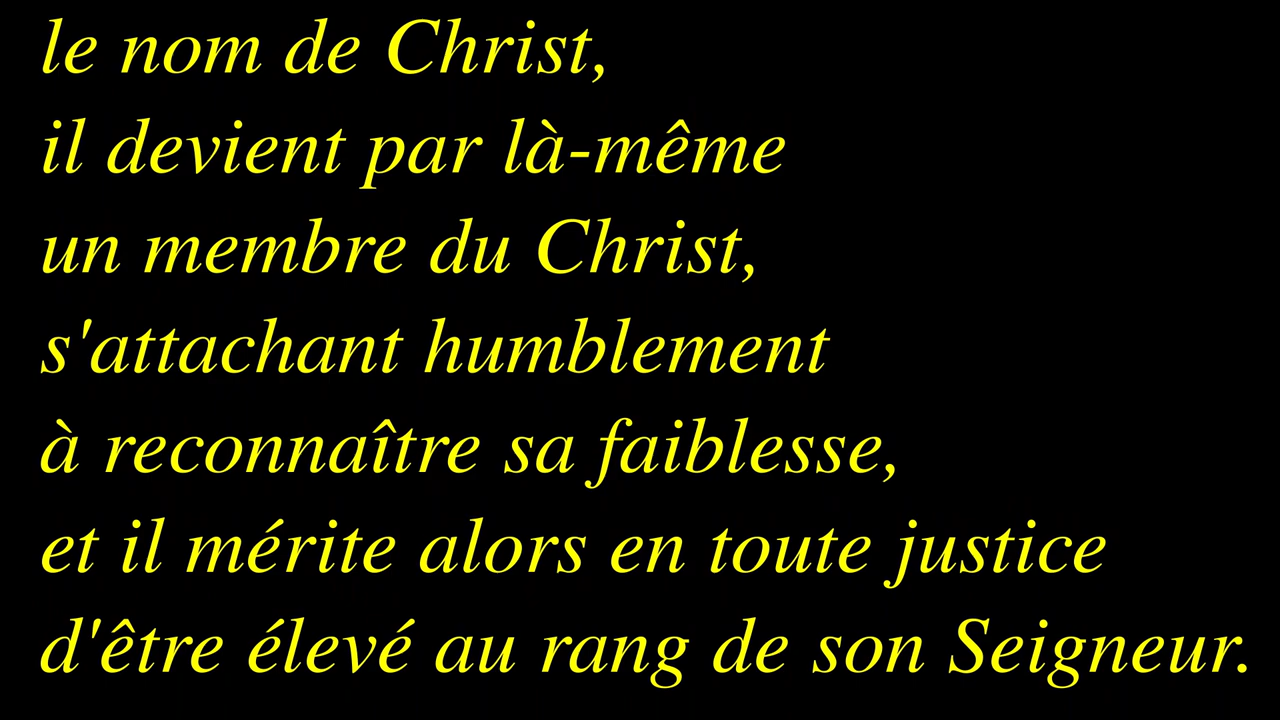 le nom de Christ,
il devient par là-même
un membre du Christ,
s'attachant humblement
à reconnaître sa faiblesse,
et il mérite alors en toute justice
d'être élevé au rang de son Seigneur.